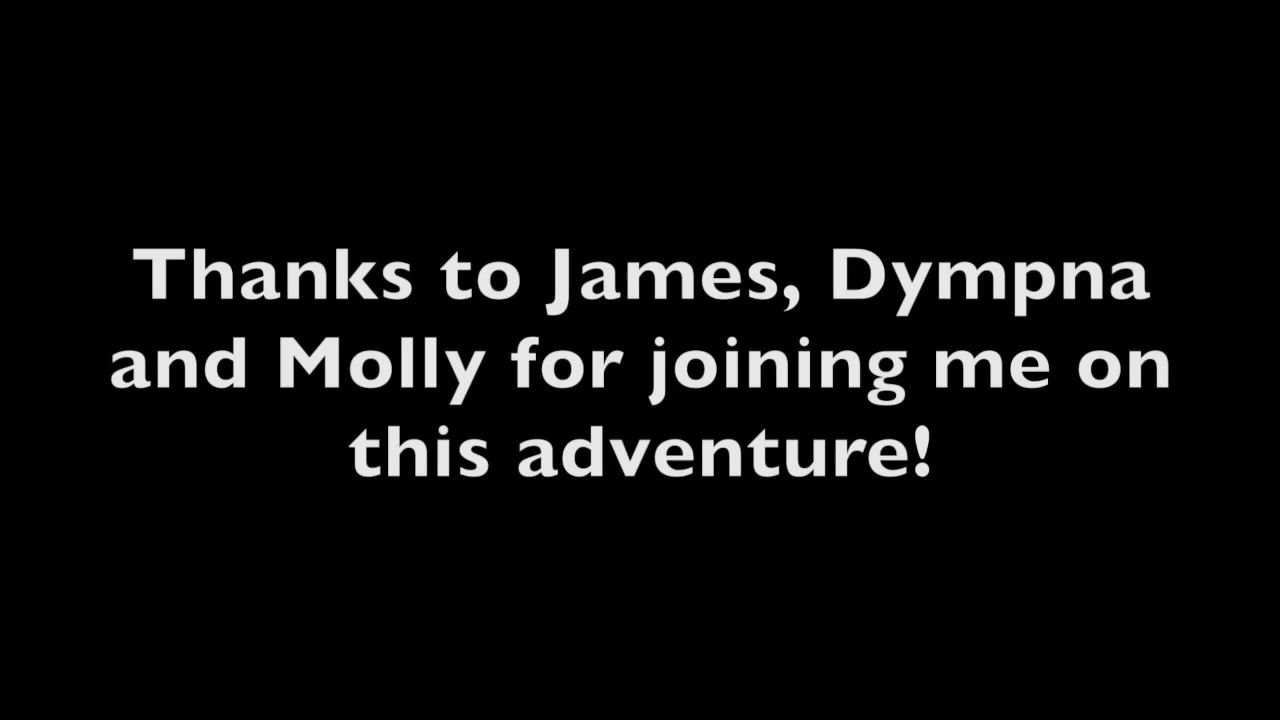 Thanks to James, Dympna
and Molly for joining me on
this adventure!